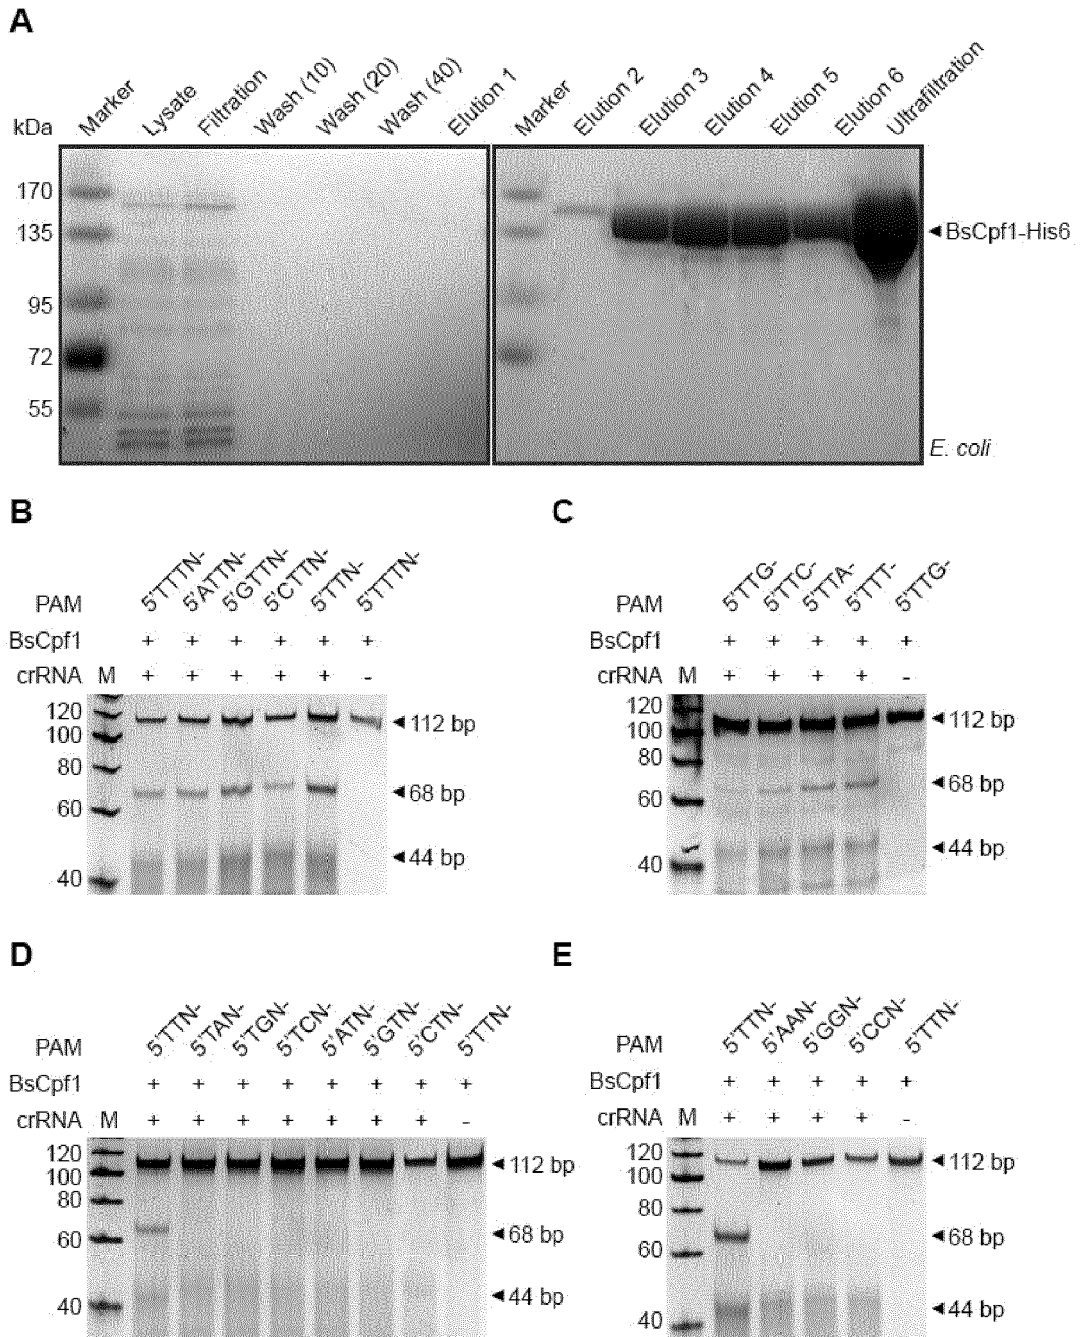 A
kDa
Marker
Lysate
Filtration
Wash (10)
Wash (20)
Wash (40)
Elution 1
Marker
Elution 2
Elution 3
Elution 4
Elution 5
Elution 6
Ultrafiltration
170
135
95
72
55
BsCpf1-His6
E. coli
B
PAM 5'TTTN- 5'ATTN- 5'GTTN- 5'CTTN- 5'TTN- 5'TTTN-
BsCpf1 + + + + + +
crRNA M + + + + + -
120
100
80
60
40
112 bp
68 bp
44 bp
C
PAM 5'TTG- 5'TTC- 5'TTA- 5'TTT- 5'TTG-
BsCpf1 + + + + +
crRNA M + + + + -
120
100
80
60
40
112 bp
68 bp
44 bp
D
PAM 5'TTN- 5'TAN- 5'TGN- 5'TCN- 5'ATN- 5'GTN- 5'CTN- 5'TTN-
BsCpf1 + + + + + + + +
crRNA M + + + + + + + -
120
100
80
60
40
112 bp
68 bp
44 bp
E
PAM 5'TTN- 5'AAN- 5'GGN- 5'CCN- 5'TTN-
BsCpf1 + + + + +
crRNA M + + + + -
120
100
80
60
40
112 bp
68 bp
44 bp